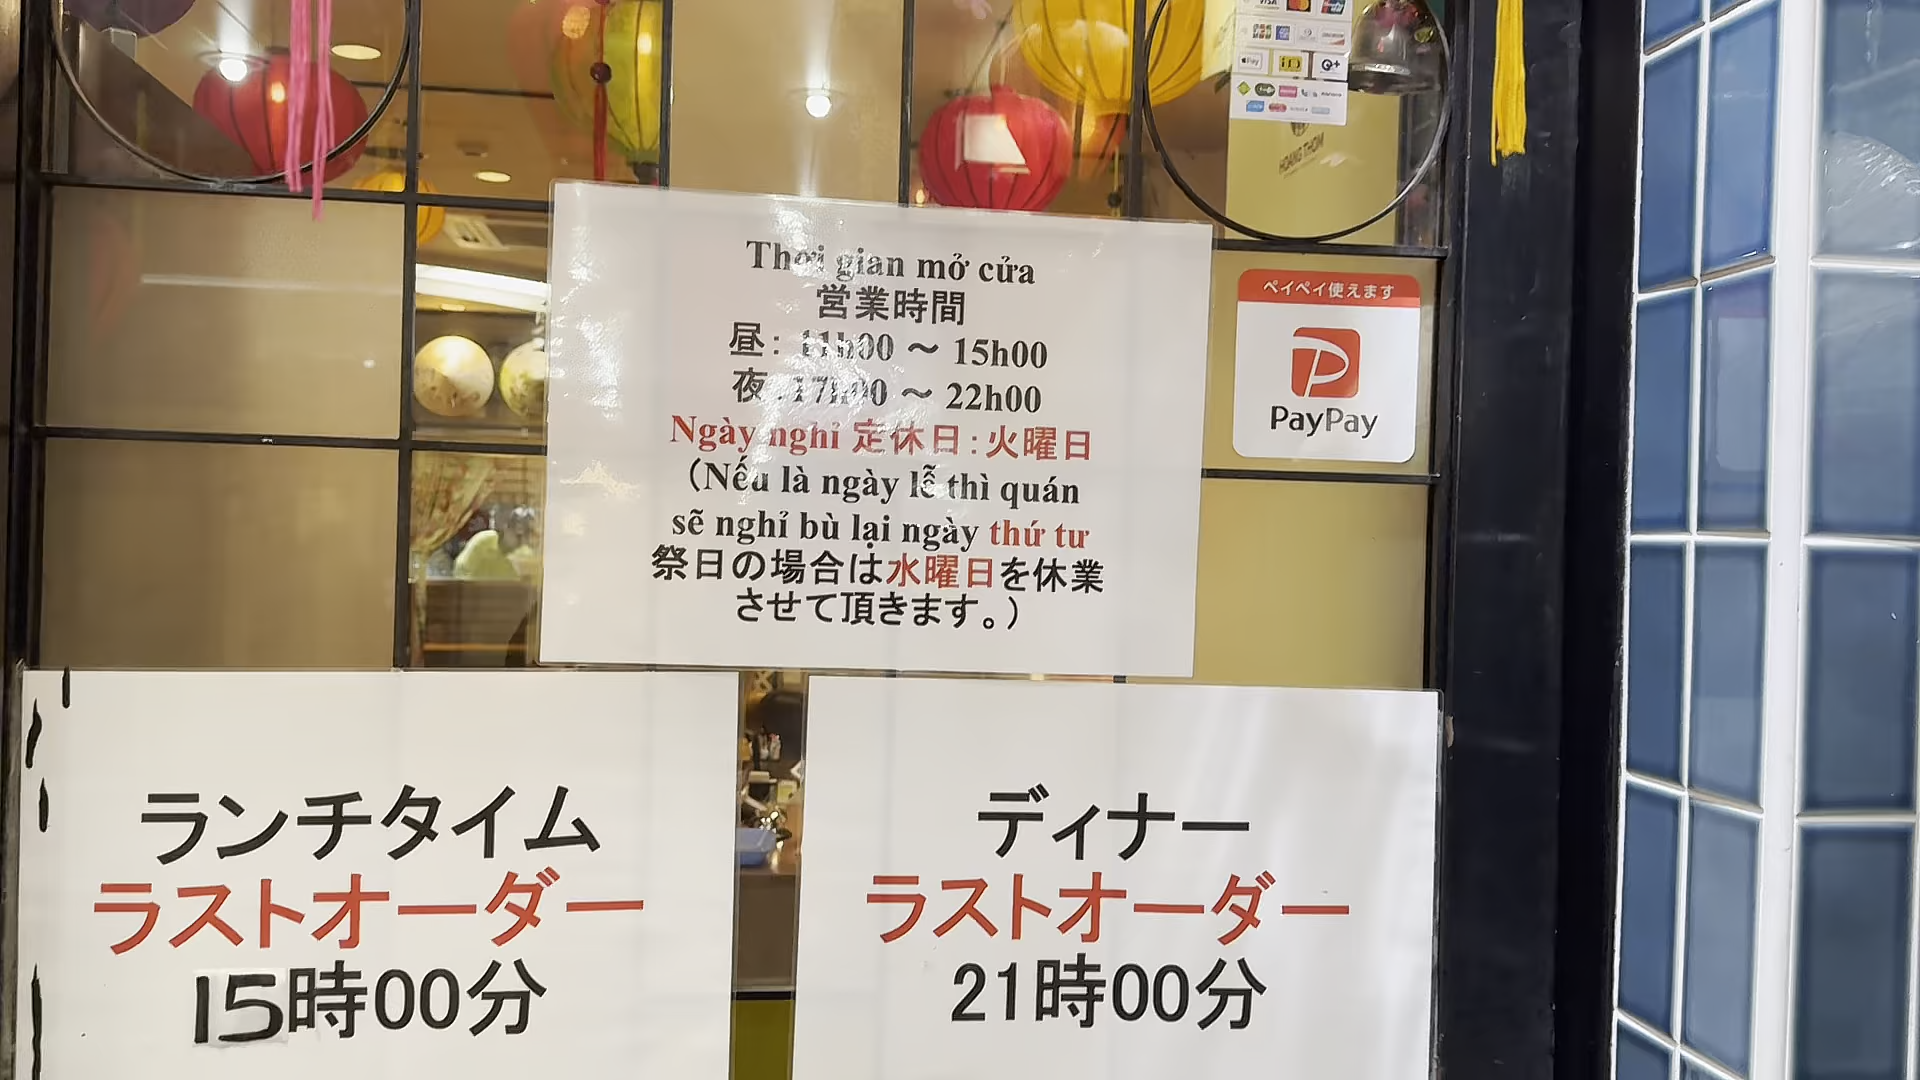 VISA
Pay
iD
HOANG THOM
Thời gian mở cửa
営業時間
昼: 11h00 ～ 15h00
夜:17h00 ～ 22h00
Ngày nghỉ 定休日:火曜日
(Nếu là ngày lễ thì quán
sẽ nghỉ bù lại ngày thứ tư
祭日の場合は水曜日を休業
させて頂きます。)
ペイペイ使えます
PayPay
ランチタイム
ラストオーダー
15時00分
ディナー
ラストオーダー
21時00分